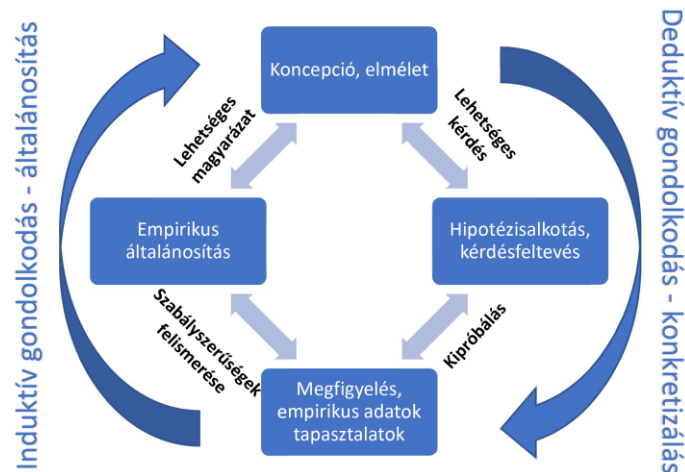 Induktív gondolkodás - általánosítás
Koncepció, elmélet
Lehetséges
magyarázat
Lehetséges
kérdés
Empirikus
általánosítás
Hipotézisalkotás,
kérdésfeltevés
Szabályszerűségek
felismerése
Kipróbálás
Megfigyelés,
empirikus adatok
tapasztalatok
Deduktív gondolkodás - konkretizálás